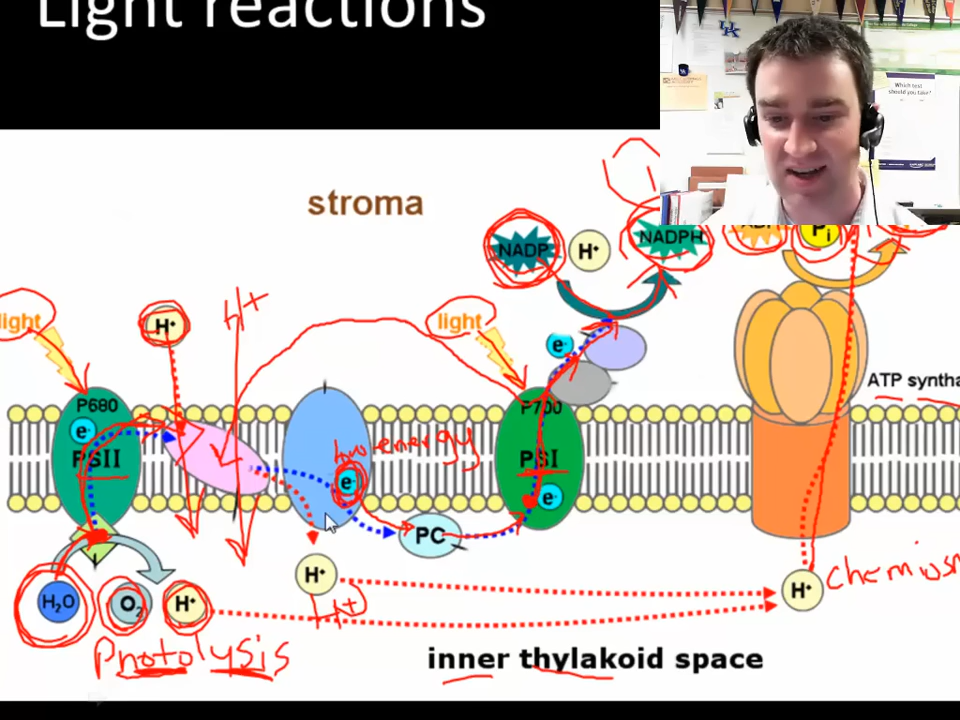 Light reactions
UK
Which test
should you take?
stroma
NADP
H+
NADPH
Pi
light
H+
H+
light
e-
ATP syntha
P680
P700
e-
PSII
energy
e-
PSI
e-
PC
H2O
O2
H+
H+
H+
H+
chemiosm
Photolysis
inner thylakoid space